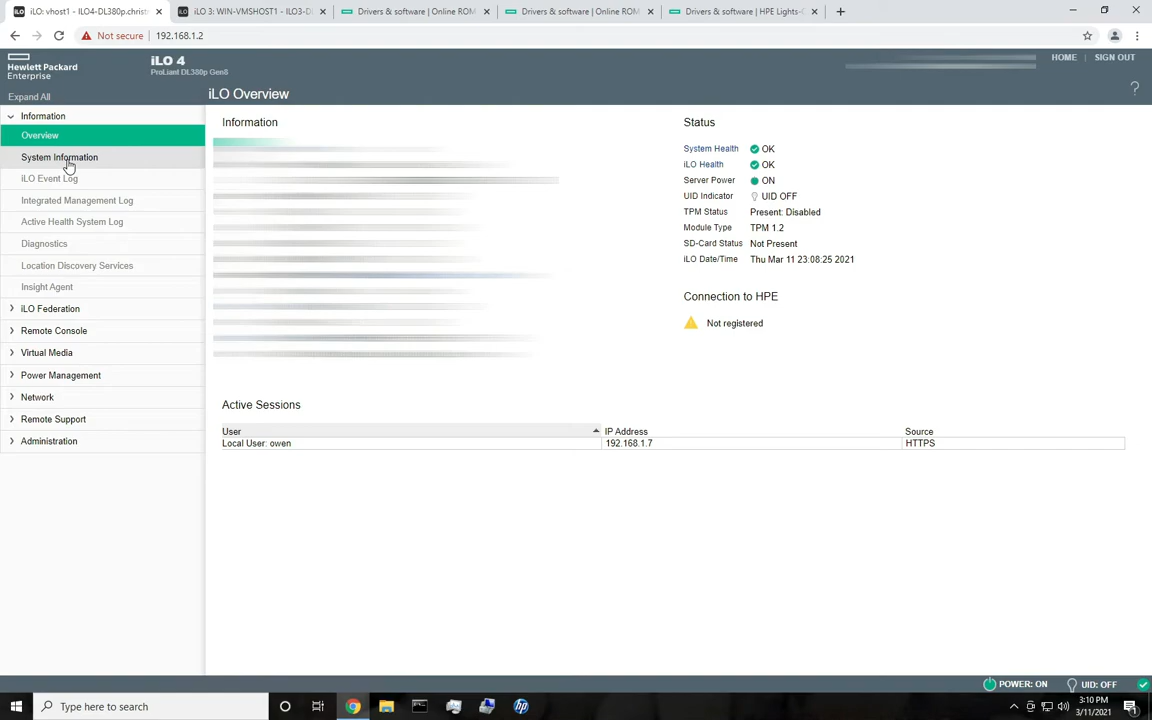 iLO: vhost1 - ILO4-DL380p.christ
iLO 3: WIN-VMSHOST1 - ILO3-D
Drivers & software | Online ROM
Drivers & software | Online ROM
Drivers & software | HPE Lights-
Not secure
192.168.1.2
Hewlett Packard
Enterprise
iLO 4
ProLiant DL380p Gen8
HOME
SIGN OUT
Expand All
iLO Overview
?
Information
Overview
System Information
iLO Event Log
Integrated Management Log
Active Health System Log
Diagnostics
Location Discovery Services
Insight Agent
iLO Federation
Remote Console
Virtual Media
Power Management
Network
Remote Support
Administration
Information
Status
System Health OK
iLO Health OK
Server Power ON
UID Indicator UID OFF
TPM Status Present: Disabled
Module Type TPM 1.2
SD-Card Status Not Present
iLO Date/Time Thu Mar 11 23:08:25 2021
Connection to HPE
Not registered
Active Sessions
User IP Address Source
Local User: owen 192.168.1.7 HTTPS
POWER: ON UID: OFF
Type here to search
hp
3:10 PM
3/11/2021
1